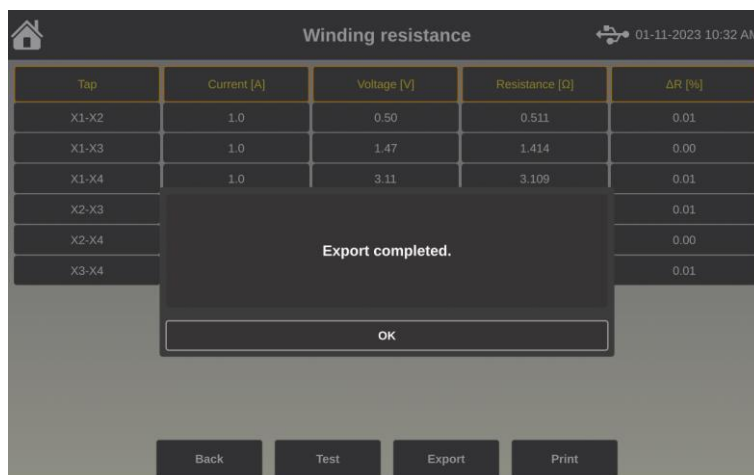 Winding resistance
01-11-2023 10:32 AM
Tap Current [A] Voltage [V] Resistance [Ω] ΔR [%]
X1-X2 1.0 0.50 0.511 0.01
X1-X3 1.0 1.47 1.414 0.00
X1-X4 1.0 3.11 3.109 0.01
X2-X3 0.01
X2-X4 0.00
X3-X4 0.01
Export completed.
OK
Back Test Export Print